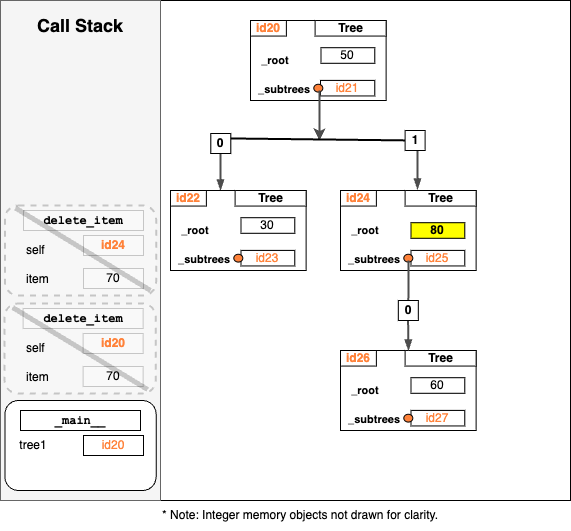 Call Stack
delete_item
self id24
item 70
delete_item
self id20
item 70
_main__
tree1 id20
id20 Tree
_root 50
_subtrees id21
0 1
id22 Tree
_root 30
_subtrees id23
id24 Tree
_root 80
_subtrees id25
0
id26 Tree
_root 60
_subtrees id27
* Note: Integer memory objects not drawn for clarity.